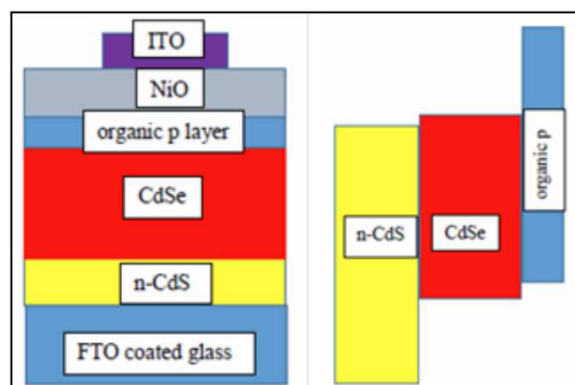 ITO
NiO
organic p layer
CdSe
n-CdS
FTO coated glass
n-CdS
CdSe
organic p